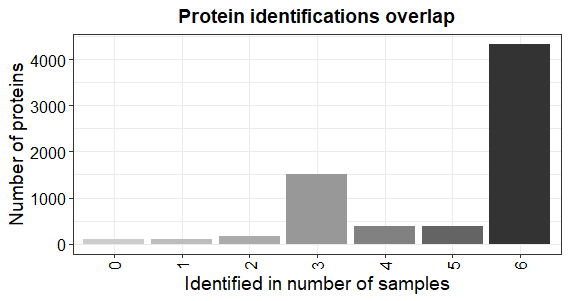 Protein identifications overlap
Number of proteins
4000
3000
2000
1000
0
0 1 2 3 4 5 6
Identified in number of samples